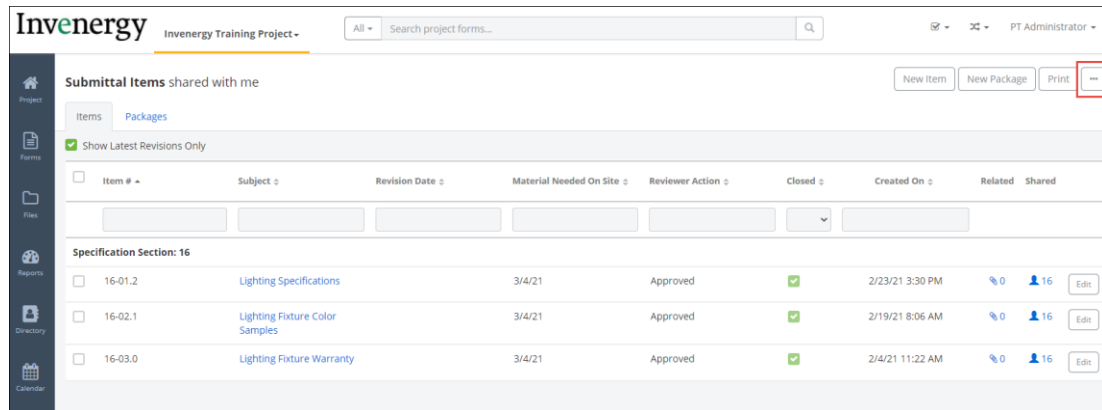 Invenergy
Invenergy Training Project
All
Search project forms...
PT Administrator
Project
Forms
Files
Reports
Directory
Calendar
Submittal Items shared with me
New Item New Package Print ...
Items Packages
Show Latest Revisions Only
Item # Subject Revision Date Material Needed On Site Reviewer Action Closed Created On Related Shared
Specification Section: 16
16-01.2 Lighting Specifications 3/4/21 Approved 2/23/21 3:30 PM 0 16 Edit
16-02.1 Lighting Fixture Color 3/4/21 Approved 2/19/21 8:06 AM 0 16 Edit
Samples
16-03.0 Lighting Fixture Warranty 3/4/21 Approved 2/4/21 11:22 AM 0 16 Edit